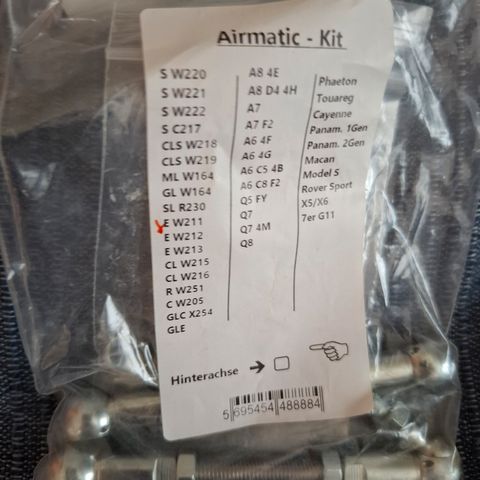 Airmatic - Kit
S W220
S W221
S W222
S C217
CLS W218
CLS W219
ML W164
GL W164
SL R230
E W211
E W212
E W213
CL W215
CL W216
R W251
C W205
GLC X254
GLE
A8 4E
A8 D4 4H
A7
A7 F2
A6 4F
A6 4G
A6 C5 4B
A6 C8 F2
Q5 FY
Q7
Q7 4M
Q8
Phaeton
Touareg
Cayenne
Panam. 1Gen
Panam. 2Gen
Macan
Model S
Rover Sport
X5/X6
7er G11
Hinterachse →
5 695454 488884